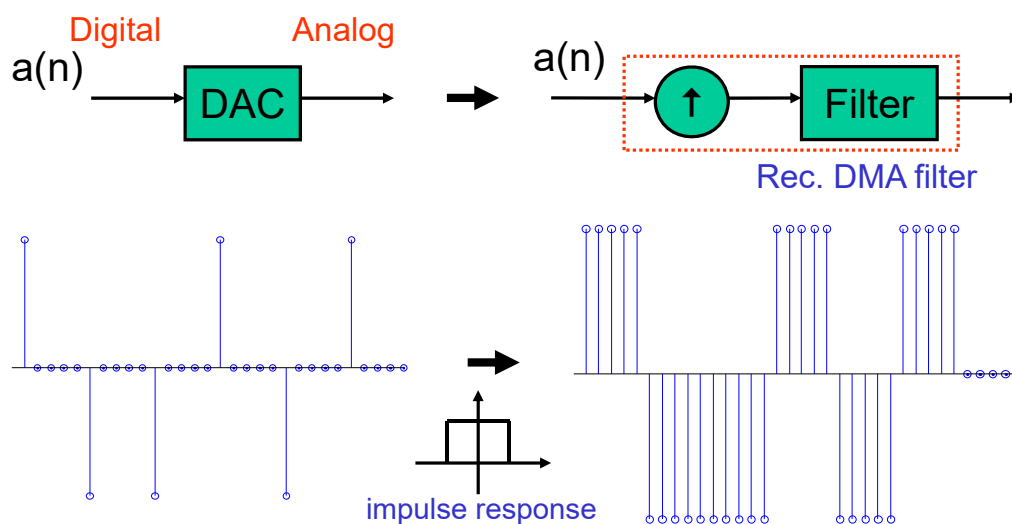 Digital Analog
a(n)
DAC
a(n)
↑
Filter
Rec. DMA filter
impulse response